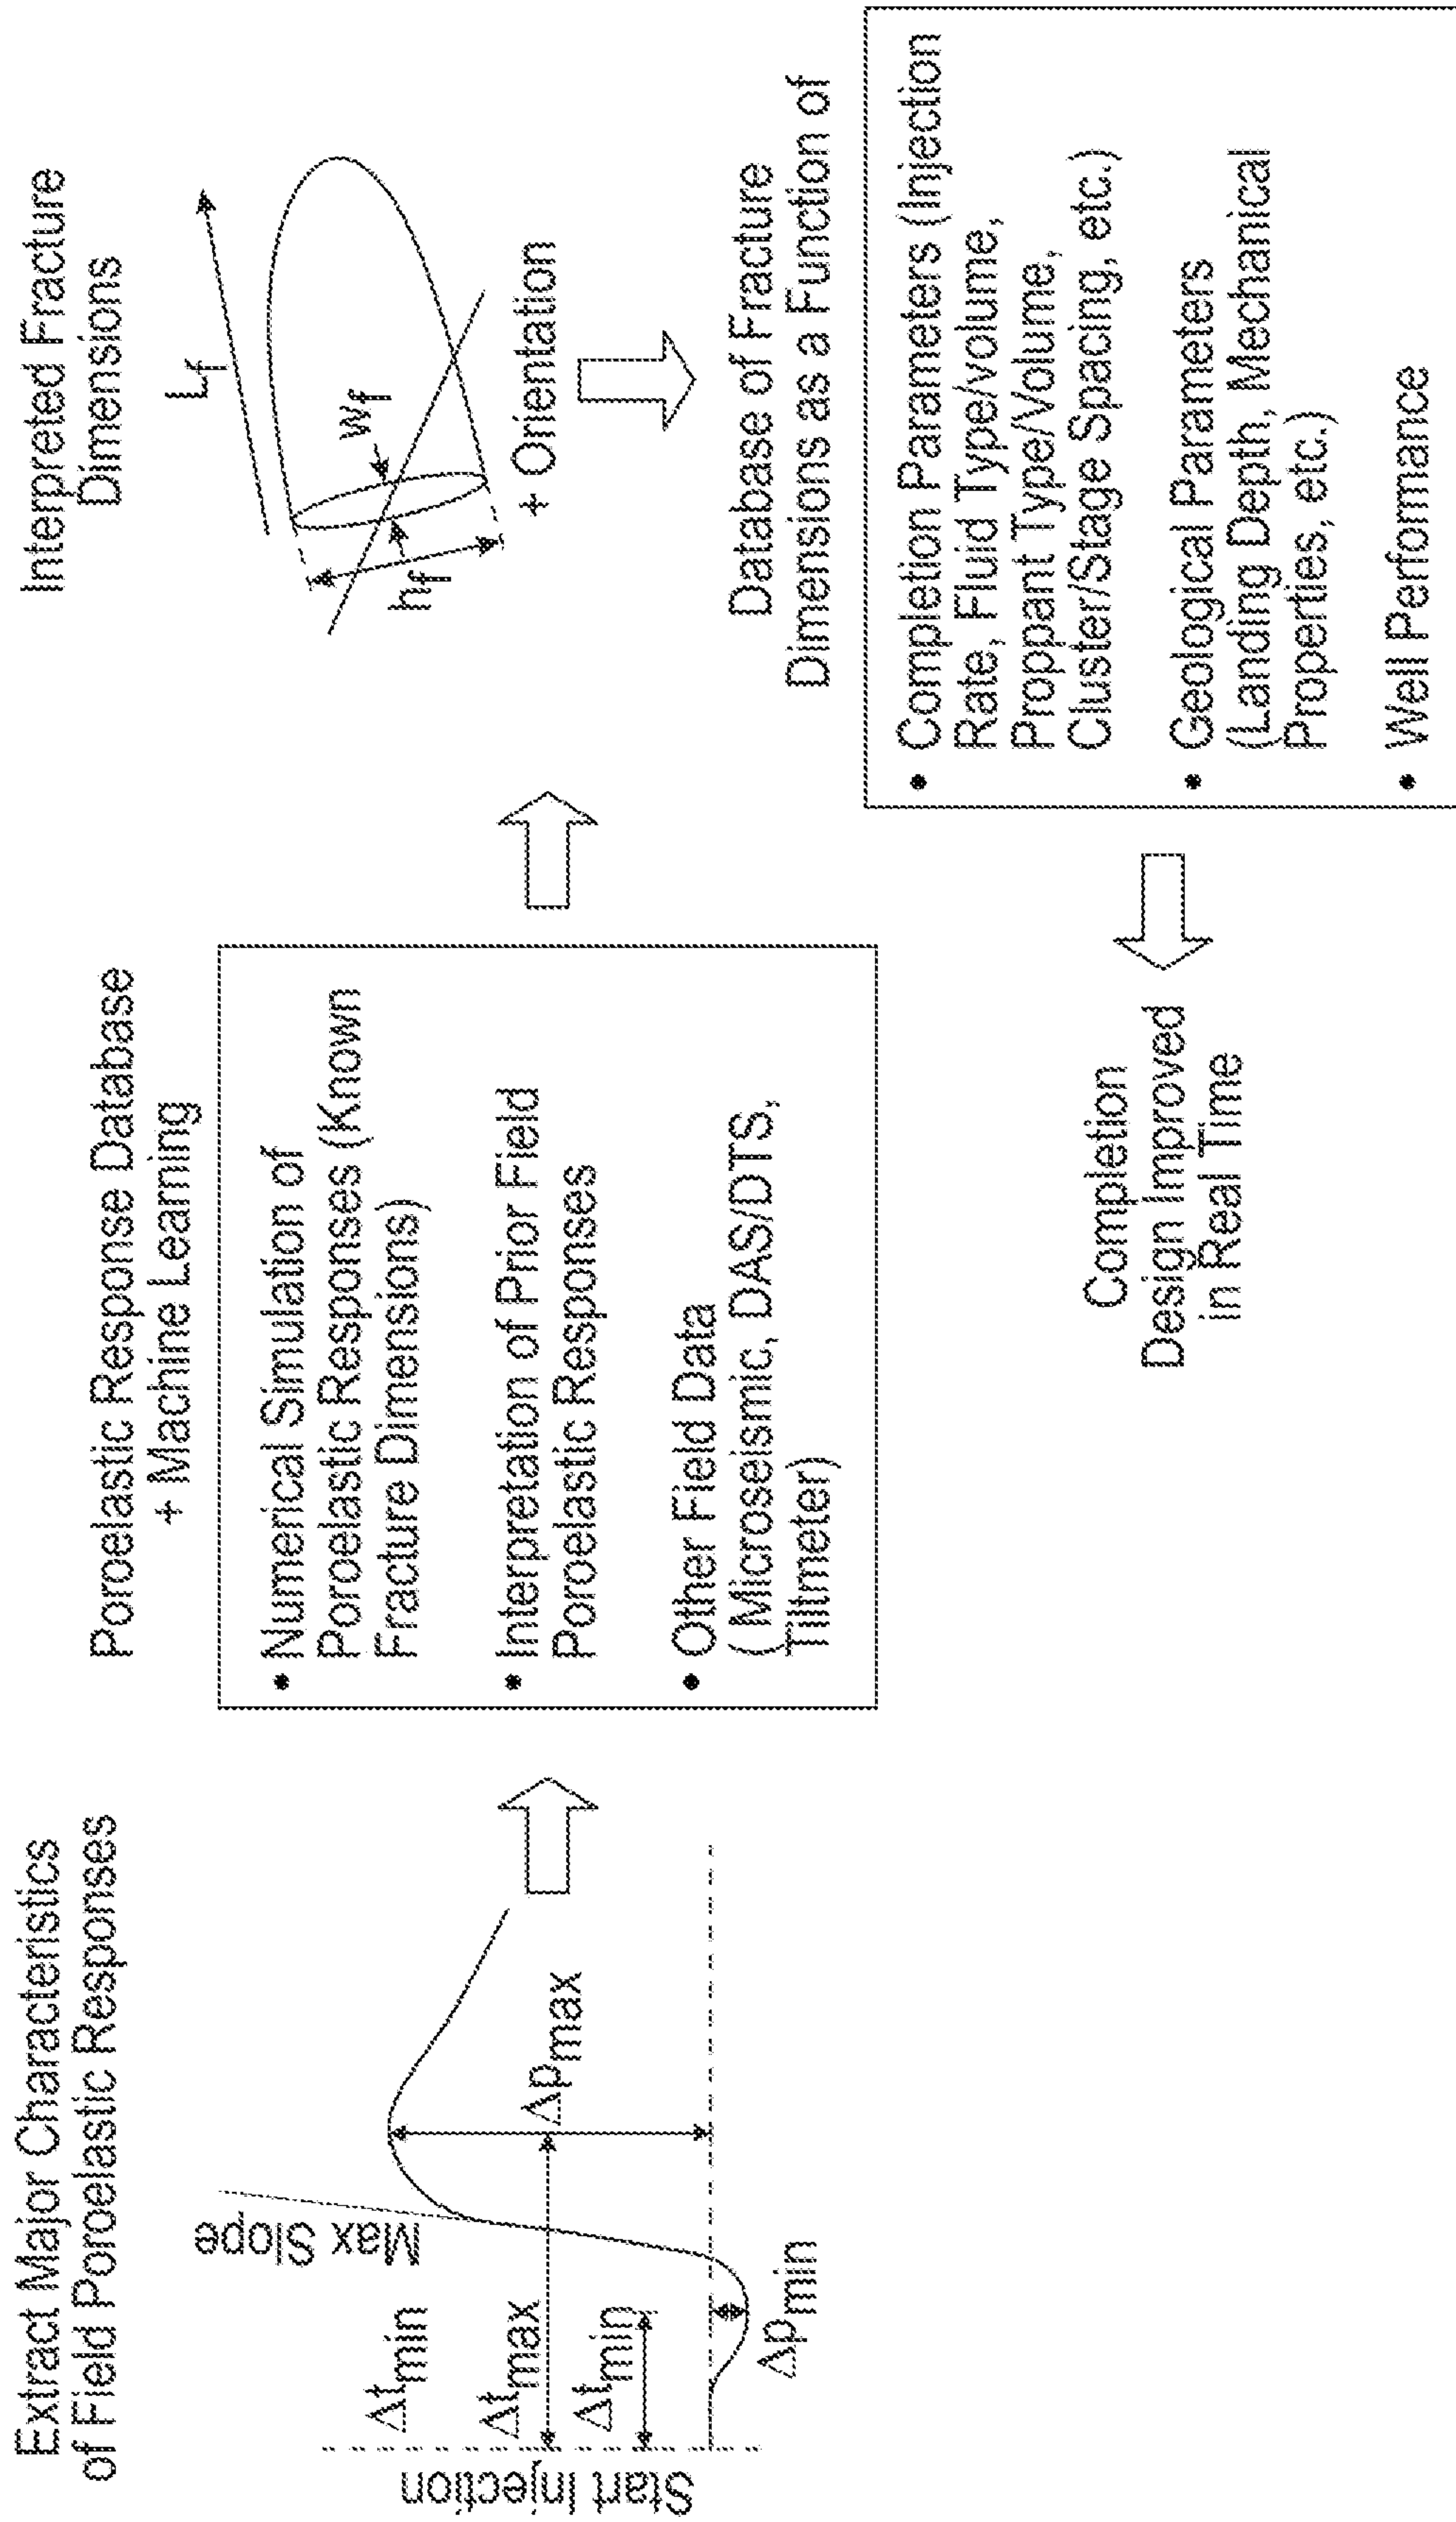 Extract Major Characteristics
of Field Poroelastic Responses
Start Injection
Δtmin
Δtmax
Δtmin
Max Slope
Δpmax
Δpmin
Poroelastic Response Database
+ Machine Learning
• Numerical Simulation of
Poroelastic Responses (Known
Fracture Dimensions)
• Interpretation of Prior Field
Poroelastic Responses
• Other Field Data
( Microseismic, DAS/DTS,
Tiltmeter)
Interpreted Fracture
Dimensions
Lf
wf
hf
+ Orientation
Database of Fracture
Dimensions as a Function of
• Completion Parameters (Injection
Rate, Fluid Type/volume,
Proppant Type/Volume,
Cluster/Stage Spacing, etc.)
• Geological Parameters
(Landing Depth, Mechanical
Properties, etc.)
• Well Performance
Completion
Design Improved
in Real Time